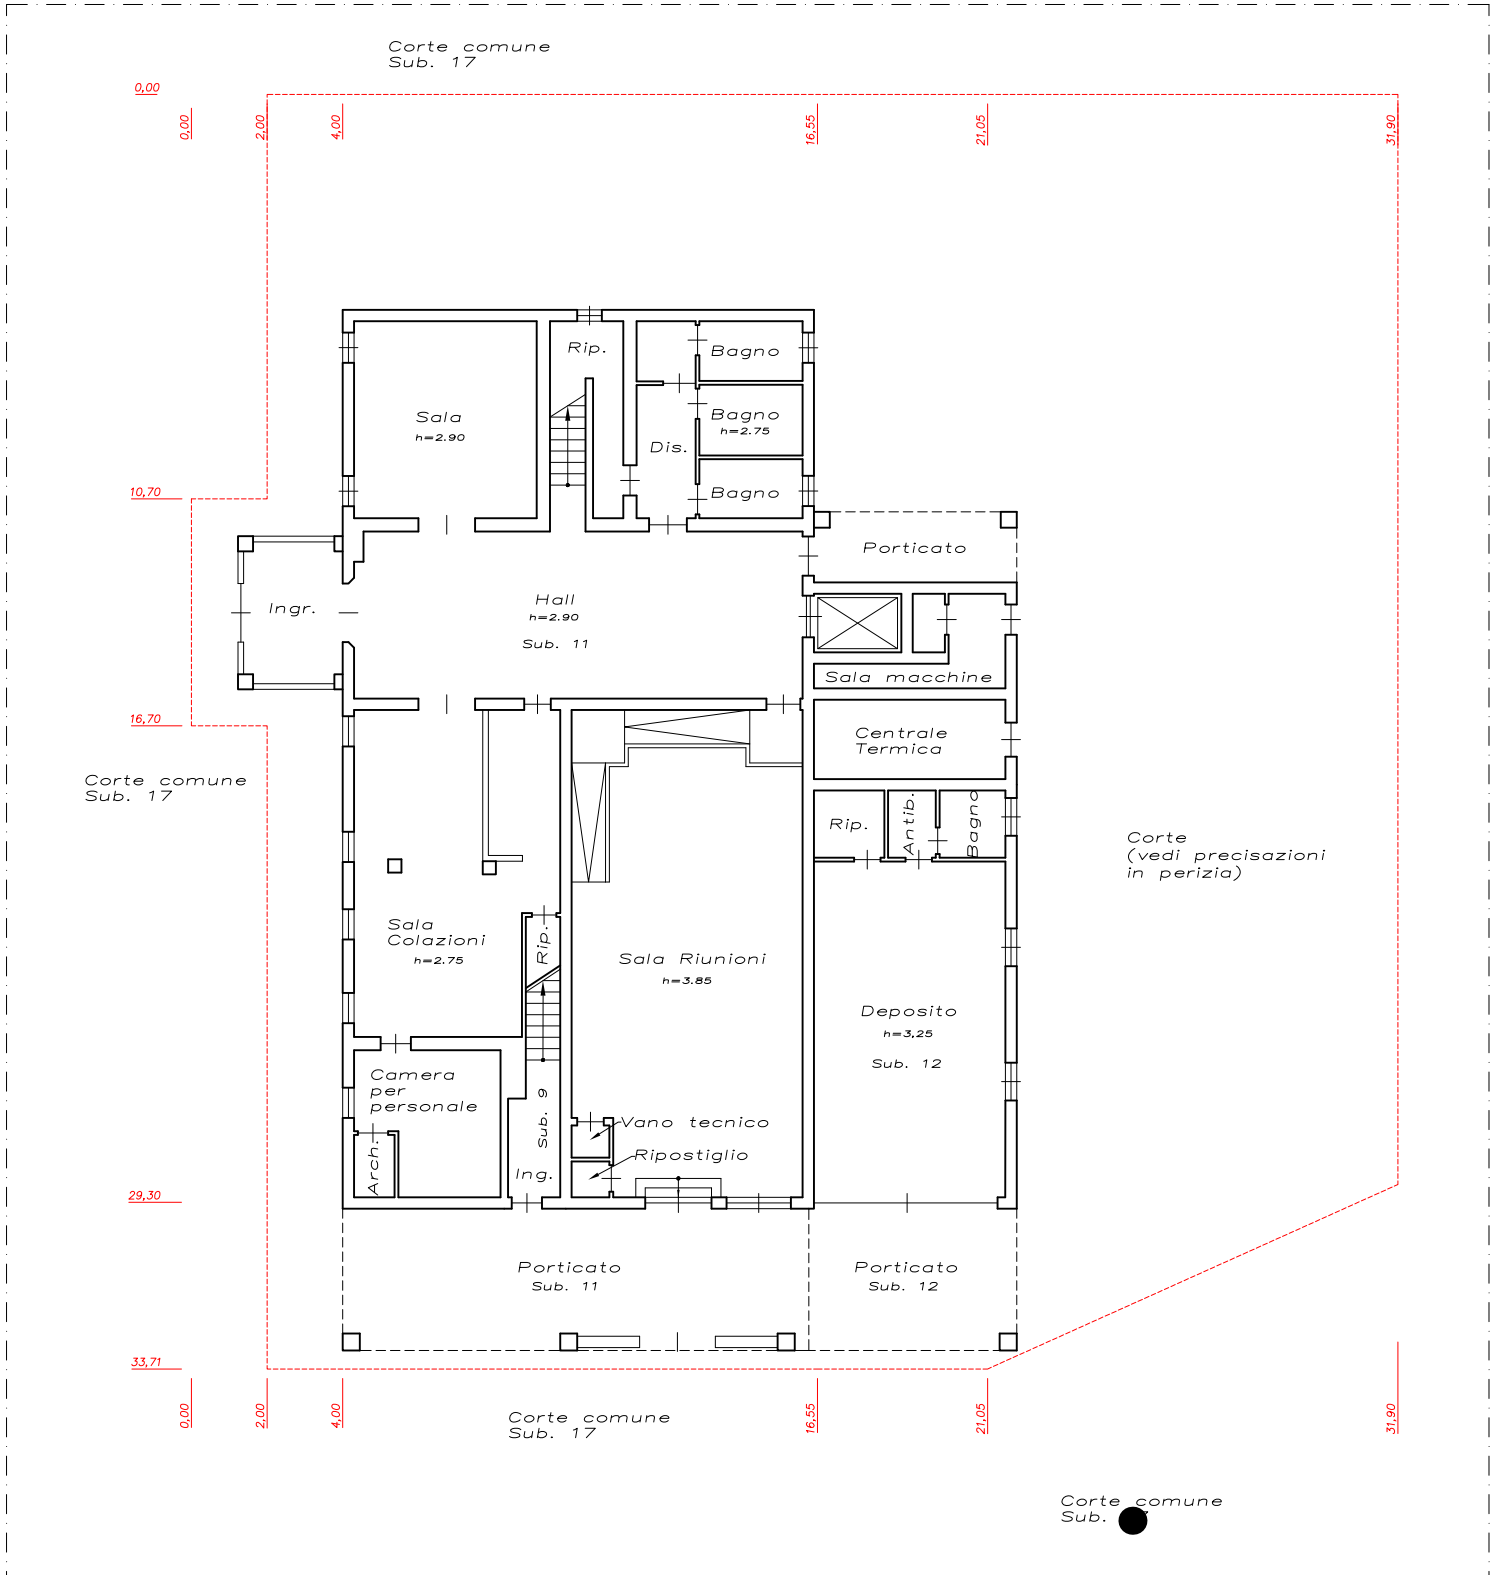 Corte comune
Sub. 17
0,00
0,00
2,00
4,00
16,55
21,05
31,90
Rip.
Bagno
Sala
h=2.90
Bagno
h=2.75
Dis.
Bagno
10,70
Porticato
Ingr.
Hall
h=2.90
Sub. 11
Sala macchine
16,70
Centrale
Termica
Corte comune
Sub. 17
Rip.
Antib.
Bagno
Corte
(vedi precisazioni
in perizia)
Sala
Colazioni
h=2.75
Rip.
Sala Riunioni
h=3.85
Deposito
h=3,25
Sub. 12
Camera
per
personale
Sub. 9
Vano tecnico
Ripostiglio
Arch.
Ing.
29,30
Porticato
Sub. 11
Porticato
Sub. 12
33,71
0,00
2,00
4,00
16,55
21,05
31,90
Corte comune
Sub. 17
Corte comune
Sub.